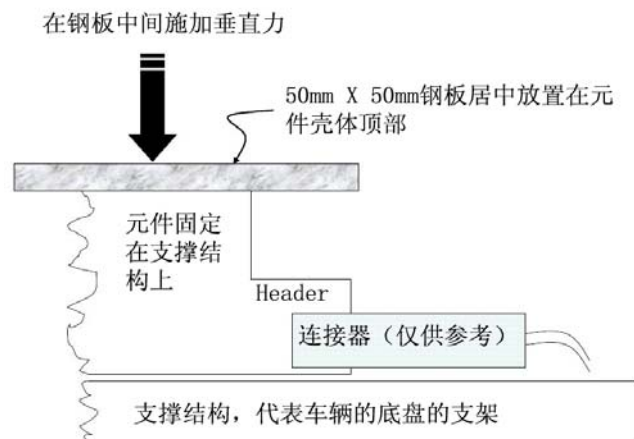 在钢板中间施加垂直力
50mm X 50mm钢板居中放置在元
件壳体顶部
元件固定
在支撑结
构上
Header
连接器（仅供参考）
支撑结构，代表车辆的底盘的支架